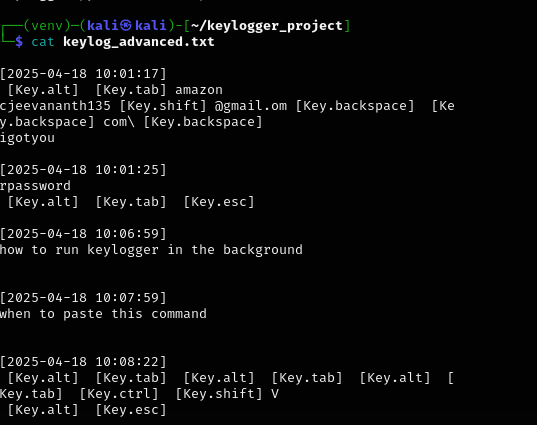 ┌──(venv)─(kali㉿kali)-[~/keylogger_project]
└─$ cat keylog_advanced.txt
[2025-04-18 10:01:17]
[Key.alt]  [Key.tab] amazon
cjeevananth135 [Key.shift] @gmail.om [Key.backspace]  [Ke
y.backspace] com\ [Key.backspace]
igotyou
[2025-04-18 10:01:25]
rpassword
[Key.alt]  [Key.tab]  [Key.esc]
[2025-04-18 10:06:59]
how to run keylogger in the background
[2025-04-18 10:07:59]
when to paste this command
[2025-04-18 10:08:22]
[Key.alt]  [Key.tab]  [Key.alt]  [Key.tab]  [Key.alt]  [
Key.tab]  [Key.ctrl]  [Key.shift] V
[Key.alt]  [Key.esc]